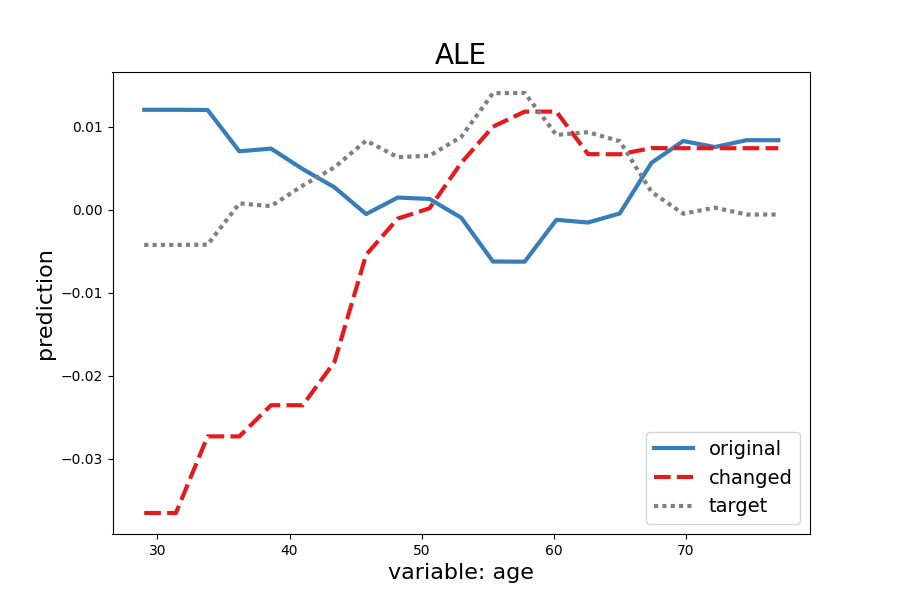 ALE
prediction
0.01
0.00
−0.01
−0.02
−0.03
30 40 50 60 70
variable: age
original
changed
target